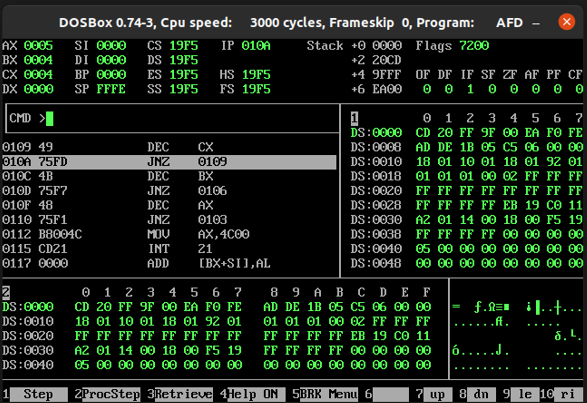 DOSBox 0.74-3, Cpu speed: 3000 cycles, Frameskip 0, Program: AFD
AX 0005 SI 0000 CS 19F5 IP 010A Stack +0 0000 Flags 7200
BX 0004 DI 0000 DS 19F5 +2 20CD
CX 0004 BP 0000 ES 19F5 HS 19F5 +4 9FFF OF DF IF SF ZF AF PF CF
DX 0000 SP FFFE SS 19F5 FS 19F5 +6 EA00 0 0 1 0 0 0 0 0
CMD >
0109 49 DEC CX
010A 75FD JNZ 0109
010C 4B DEC BX
010D 75F7 JNZ 0106
010F 48 DEC AX
0110 75F1 JNZ 0103
0112 B8004C MOV AX,4C00
0115 CD21 INT 21
0117 0000 ADD [BX+SI],AL
1 0 1 2 3 4 5 6 7
DS:0000 CD 20 FF 9F 00 EA F0 FE
DS:0008 AD DE 1B 05 C5 06 00 00
DS:0010 18 01 10 01 18 01 92 01
DS:0018 01 01 01 00 02 FF FF FF
DS:0020 FF FF FF FF FF FF FF FF
DS:0028 FF FF FF FF EB 19 C0 11
DS:0030 A2 01 14 00 18 00 F5 19
DS:0038 FF FF FF FF 00 00 00 00
DS:0040 05 00 00 00 00 00 00 00
DS:0048 00 00 00 00 00 00 00 00
2 0 1 2 3 4 5 6 7 8 9 A B C D E F
DS:0000 CD 20 FF 9F 00 EA F0 FE AD DE 1B 05 C5 06 00 00
DS:0010 18 01 10 01 18 01 92 01 01 01 01 00 02 FF FF FF
DS:0020 FF FF FF FF FF FF FF FF FF FF FF FF EB 19 C0 11
DS:0030 A2 01 14 00 18 00 F5 19 FF FF FF FF 00 00 00 00
DS:0040 05 00 00 00 00 00 00 00 00 00 00 00 00 00 00 00
= ƒ.Ω≡■ ¡▐..┼...
......Æ. ....
δ.└.
ó.....⌡. ....
................
1 Step 2ProcStep 3Retrieve 4Help ON 5BRK Menu 6 7 up 8 dn 9 le 10 ri